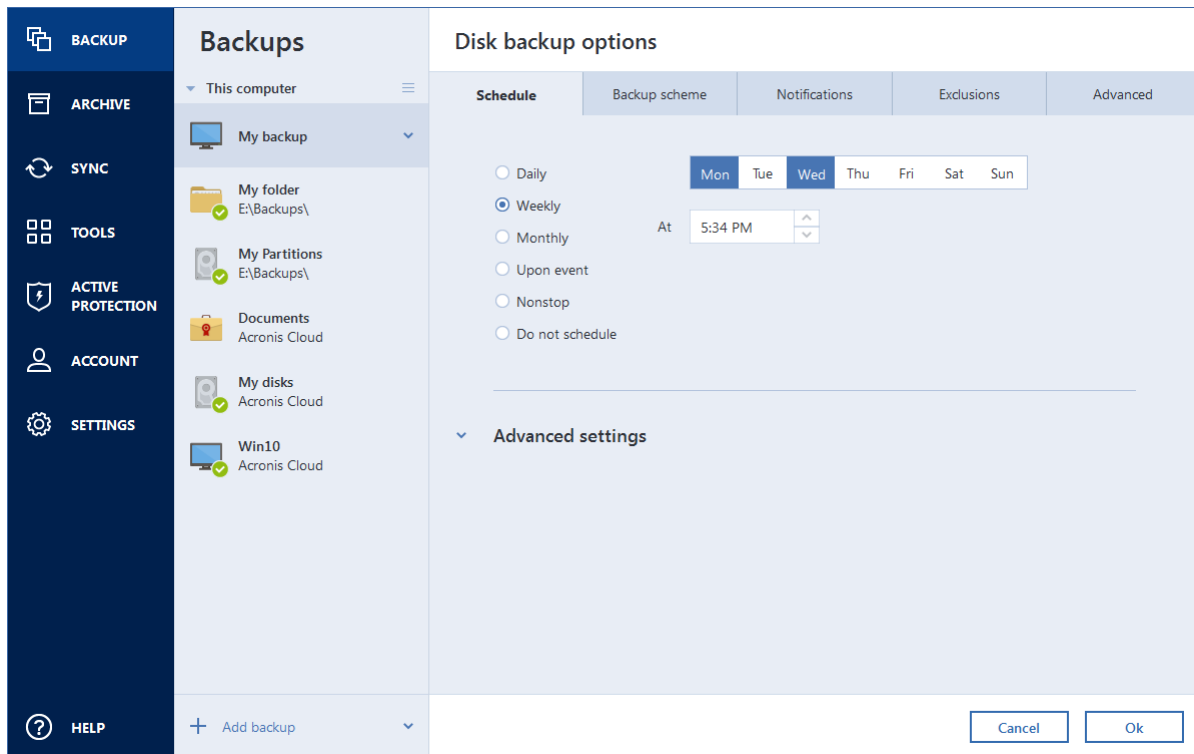 BACKUP
ARCHIVE
SYNC
TOOLS
ACTIVE
PROTECTION
ACCOUNT
SETTINGS
HELP
Backups
This computer
My backup
My folder
E:\Backups\
My Partitions
E:\Backups\
Documents
Acronis Cloud
My disks
Acronis Cloud
Win10
Acronis Cloud
Add backup
Disk backup options
Schedule Backup scheme Notifications Exclusions Advanced
Daily
Weekly
Monthly
Upon event
Nonstop
Do not schedule
Mon Tue Wed Thu Fri Sat Sun
At 5:34 PM
Advanced settings
Cancel Ok